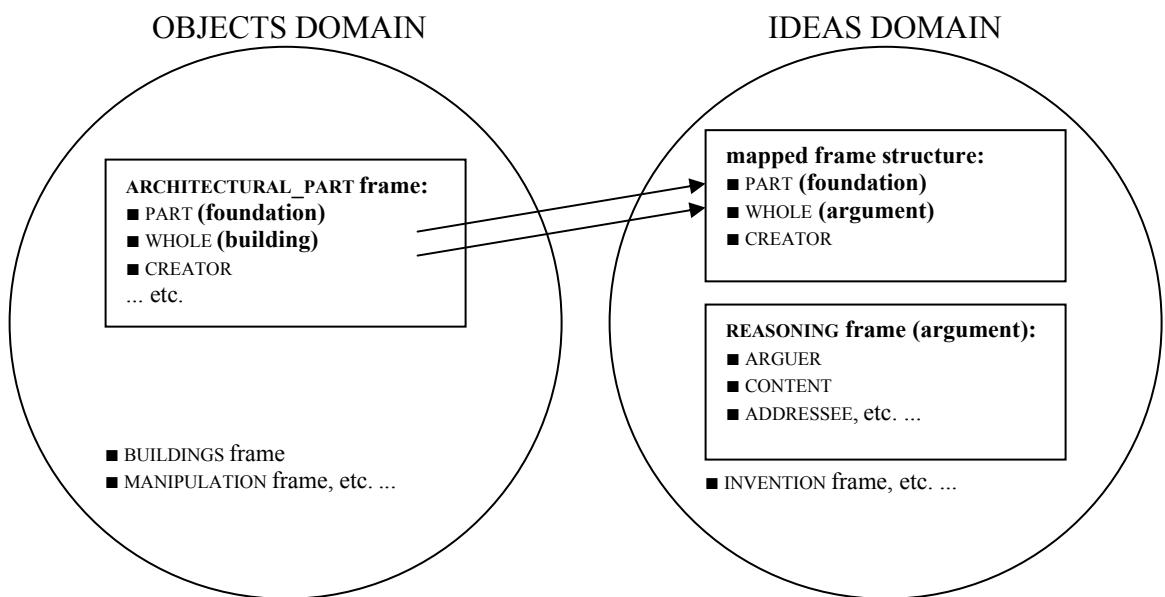 OBJECTS DOMAIN
ARCHITECTURAL_PART frame:
■ PART (foundation)
■ WHOLE (building)
■ CREATOR
... etc.
■ BUILDINGS frame
■ MANIPULATION frame, etc. ...
IDEAS DOMAIN
mapped frame structure:
■ PART (foundation)
■ WHOLE (argument)
■ CREATOR
REASONING frame (argument):
■ ARGUER
■ CONTENT
■ ADDRESSEE, etc. ...
■ INVENTION frame, etc. ...